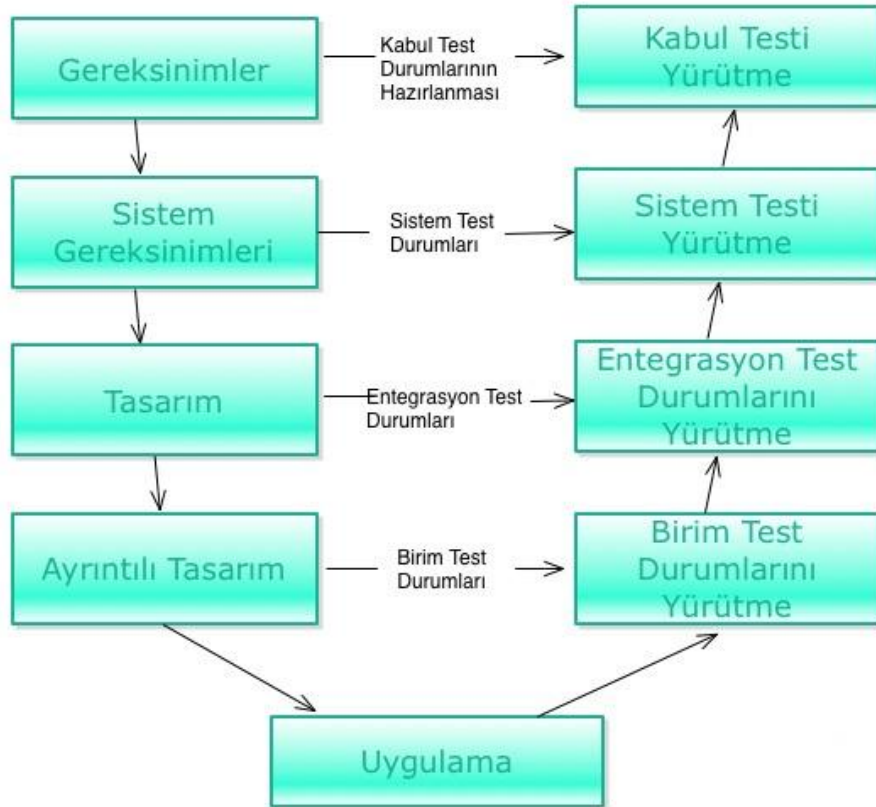 Gereksinimler
Kabul Test
Durumlarının
Hazırlanması
Kabul Testi
Yürütme
Sistem
Gereksinimleri
Sistem Test
Durumları
Sistem Testi
Yürütme
Tasarım
Entegrasyon Test
Durumları
Entegrasyon Test
Durumlarını
Yürütme
Ayrıntılı Tasarım
Birim Test
Durumları
Birim Test
Durumlarını
Yürütme
Uygulama